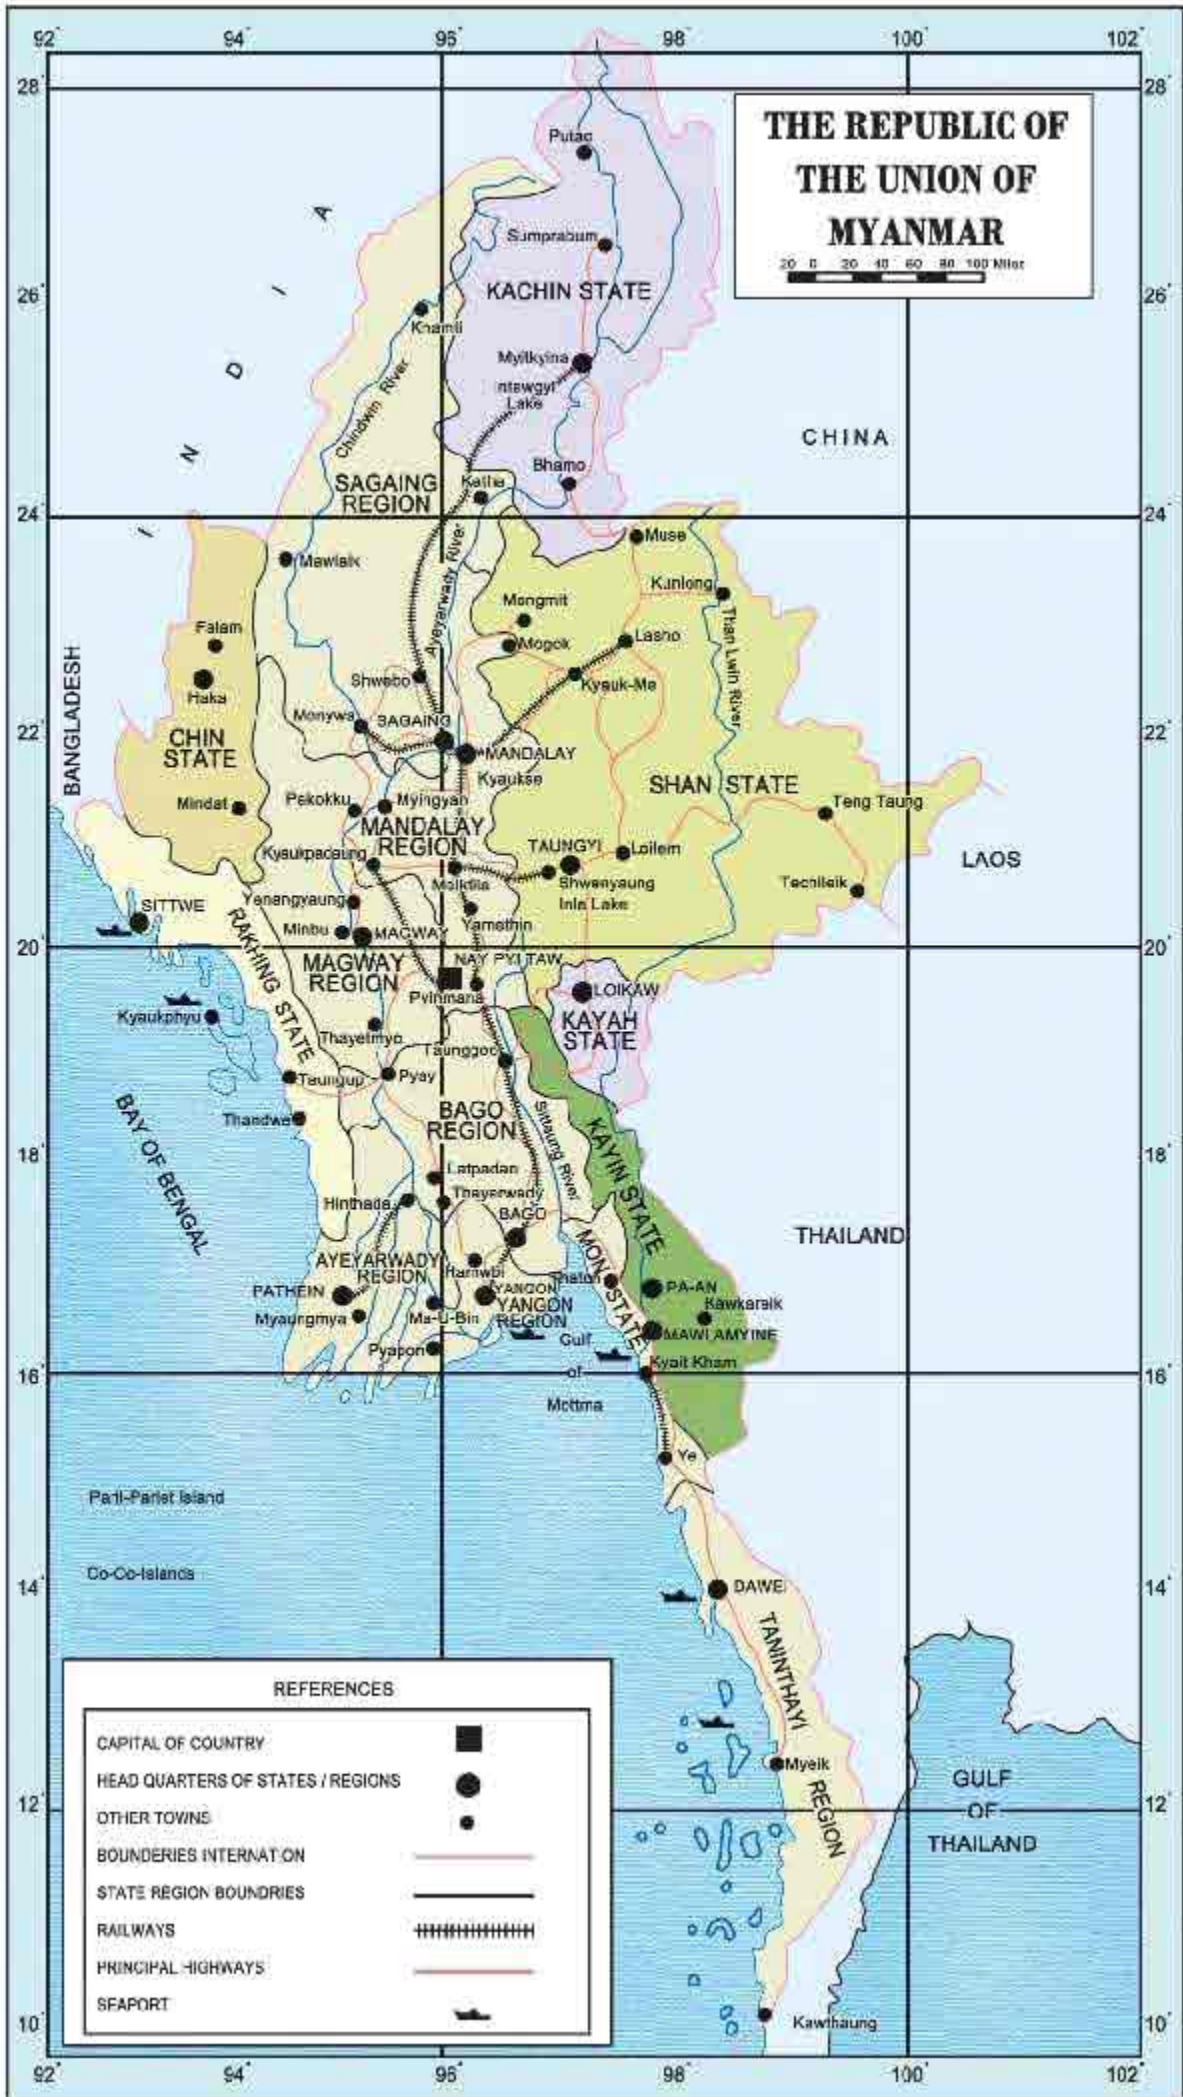 92° 94 96 98 100° 102°
28°
28°
THE REPUBLIC OF
THE UNION OF
MYANMAR
20 0 20 40 60 80 100 Miles
Putao
Sumprabum
KACHIN STATE
26°
26°
INDIA
Khamti
Myitkyina
Lake
Chindwin River
CHINA
Bhamo
SAGAING
REGION
Katha
24°
24°
Mawlaik
Muse
Ayeyarwady River
Kunlong
Than Lwin River
Mongmit
Mogok
Lasho
Falam
Haka
Shwebo
Kyauk-Me
BANGLADESH
22°
22°
Monywa
SAGAING
CHIN
STATE
MANDALAY
Kyaukse
SHAN STATE
Mindat
Pakokku
Myingyan
Teng Taung
MANDALAY
REGION
Kyaukpadaung
TAUNGYI
Loilem
LAOS
Meiktila
Shwenyaung
Inle Lake
Techileik
SITTWE
Yenangyaung
Yamethin
Minbu
MAGWAY
20°
20°
RAKHING STATE
MAGWAY
REGION
NAY PYI TAW
Pyinmana
LOIKAW
KAYAH
STATE
Kyaukphyu
Thayetmyo
Taunggoo
Taungup
Pyay
BAY OF BENGAL
Thandwe
BAGO
REGION
Sittaung River
KAYIN STATE
18°
18°
Latpadan
Hinthada
Thayarwady
BAGO
THAILAND
MON STATE
AYEYARWADY
REGION
PATHEIN
YANGON
YANGON
REGION
Thaton
PA-AN
Kawkareik
Myaungmya
Ma-U-Bin
MAWLAMYINE
Pyapon
Gulf
of
Mottma
Kyait Kham
16°
16°
Ye
Co-Co-Islands
14°
14°
DAWEI
TANINTHAYI REGION
Myeik
GULF
OF
THAILAND
12°
12°
Kawthaung
10°
10°
REFERENCES
CAPITAL OF COUNTRY
HEAD QUARTERS OF STATES / REGIONS
OTHER TOWNS
BOUNDERIES INTERNATION
STATE REGION BOUNDRIES
RAILWAYS
PRINCIPAL HIGHWAYS
SEAPORT
92° 94 96 98 100° 102°